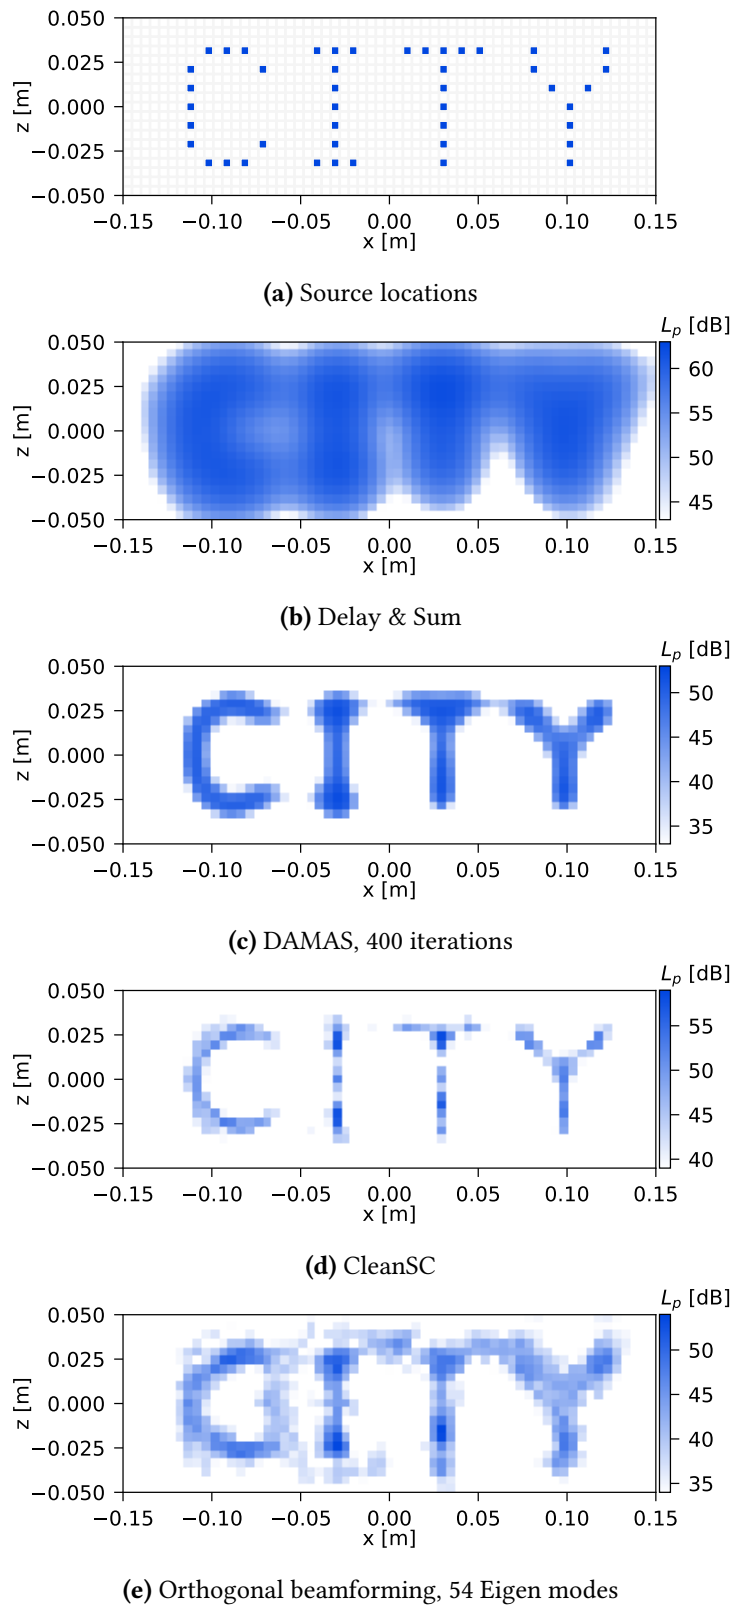 0.050
0.025
0.000
−0.025
−0.050
z [m]
−0.15 −0.10 −0.05 0.00 0.05 0.10 0.15
x [m]
(a) Source locations
Lp [dB]
0.050
0.025
0.000
−0.025
−0.050
z [m]
60
55
50
45
−0.15 −0.10 −0.05 0.00 0.05 0.10 0.15
x [m]
(b) Delay & Sum
Lp [dB]
0.050
0.025
0.000
−0.025
−0.050
z [m]
CITY
50
45
40
35
−0.15 −0.10 −0.05 0.00 0.05 0.10 0.15
x [m]
(c) DAMAS, 400 iterations
Lp [dB]
0.050
0.025
0.000
−0.025
−0.050
z [m]
CITY
55
50
45
40
−0.15 −0.10 −0.05 0.00 0.05 0.10 0.15
x [m]
(d) CleanSC
Lp [dB]
0.050
0.025
0.000
−0.025
−0.050
z [m]
CITY
50
45
40
35
−0.15 −0.10 −0.05 0.00 0.05 0.10 0.15
x [m]
(e) Orthogonal beamforming, 54 Eigen modes